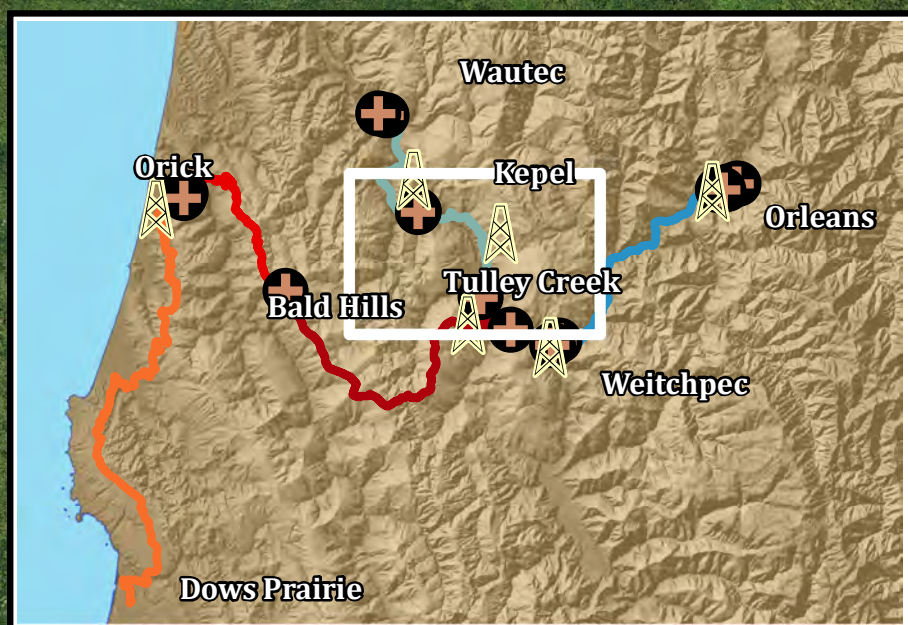 Wautec
Orick
Kepel
Orleans
Tulley Creek
Bald Hills
Weitchpec
Dows Prairie